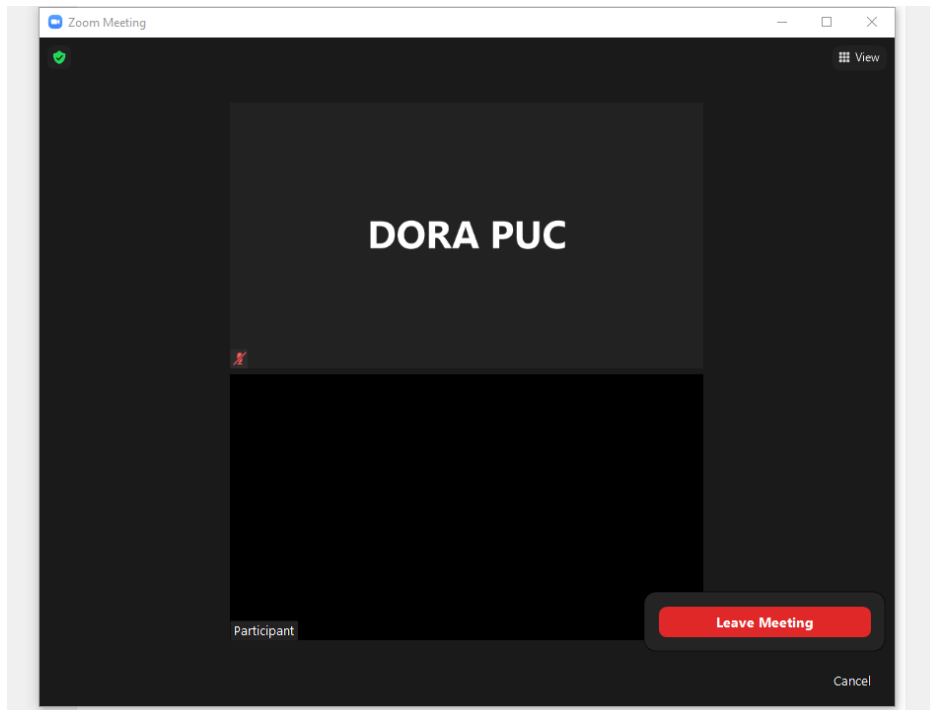 Zoom Meeting
View
DORA PUC
Participant
Leave Meeting
Cancel